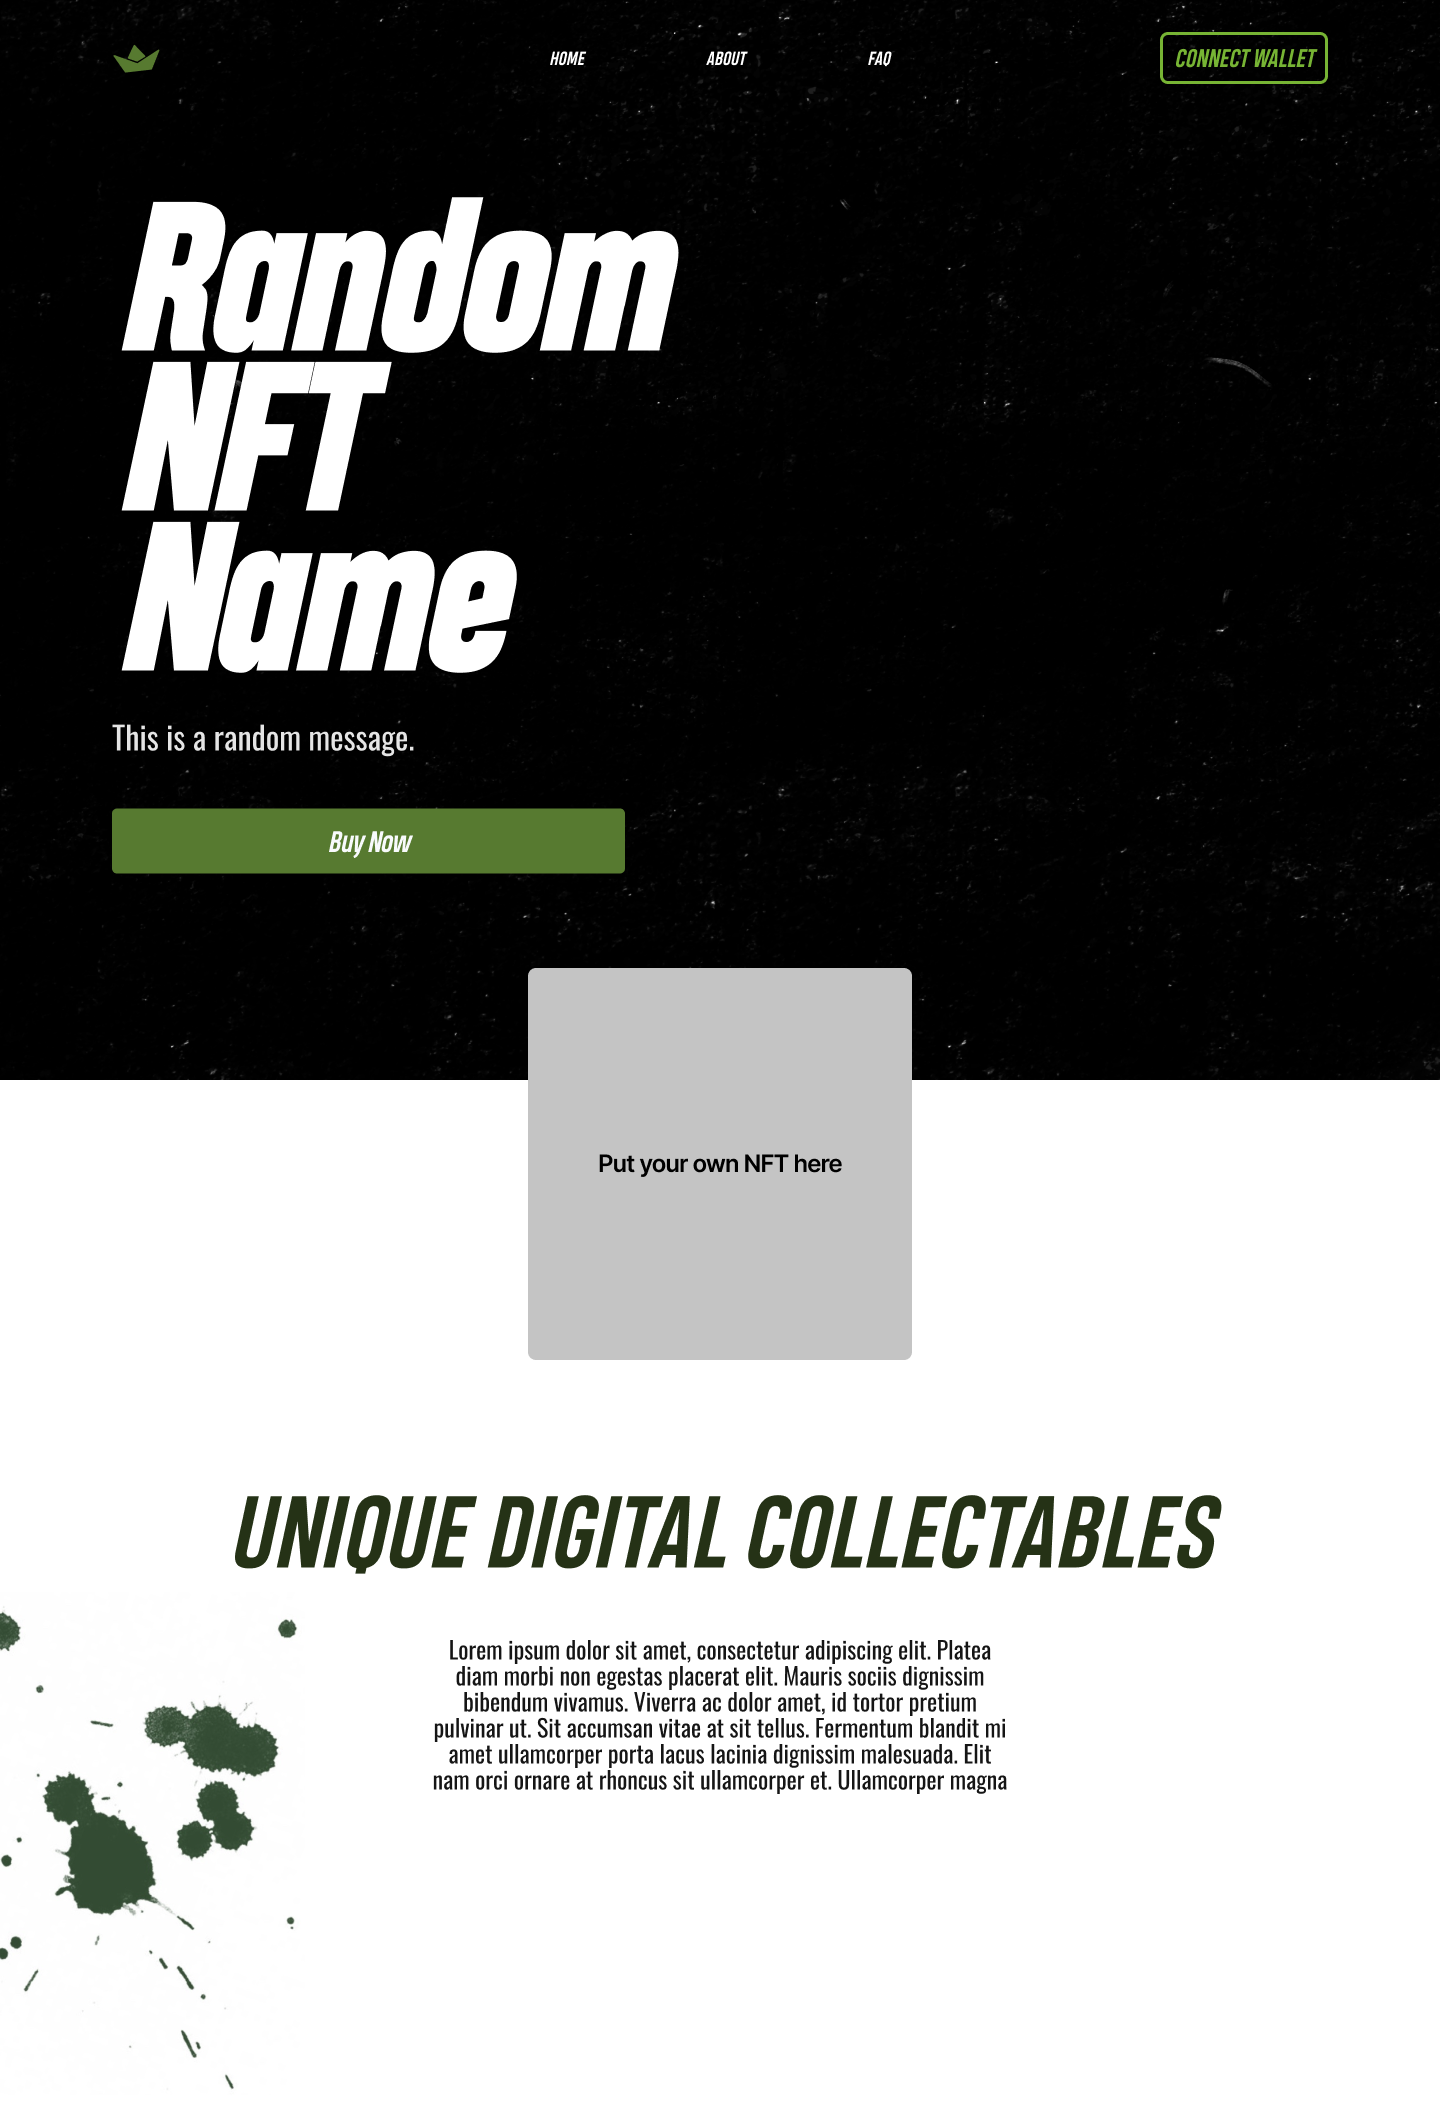 HOME ABOUT FAQ CONNECT WALLET
Random
NFT
Name
This is a random message.
Buy Now
Put your own NFT here
UNIQUE DIGITAL COLLECTABLES
Lorem ipsum dolor sit amet, consectetur adipiscing elit. Platea
diam morbi non egestas placerat elit. Mauris sociis dignissim
bibendum vivamus. Viverra ac dolor amet, id tortor pretium
pulvinar ut. Sit accumsan vitae at sit tellus. Fermentum blandit mi
amet ullamcorper porta lacus lacinia dignissim malesuada. Elit
nam orci ornare at rhoncus sit ullamcorper et. Ullamcorper magna